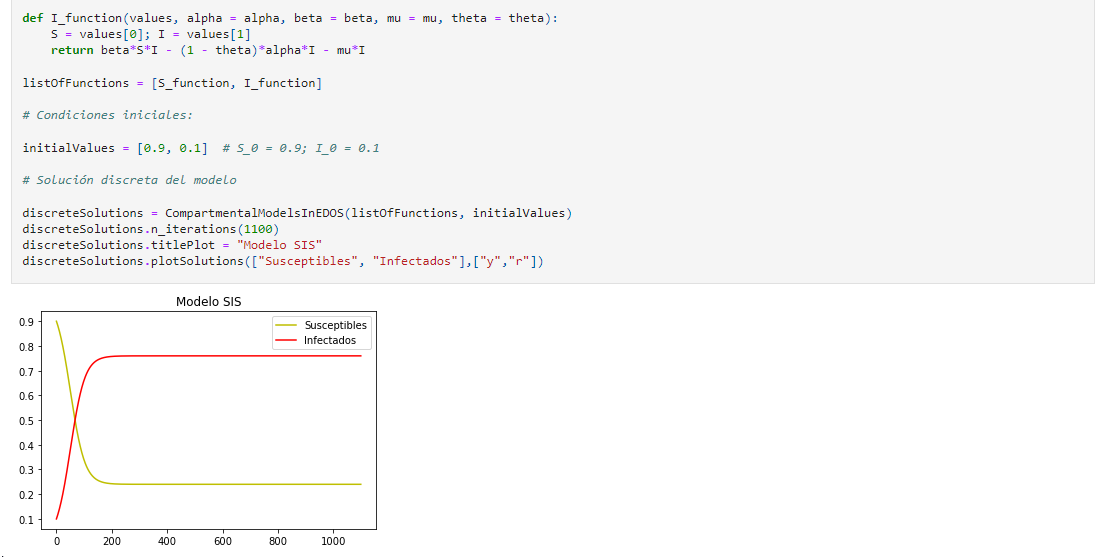 def I_function(values, alpha = alpha, beta = beta, mu = mu, theta = theta):
    S = values[0]; I = values[1]
    return beta*S*I - (1 - theta)*alpha*I - mu*I
listOfFunctions = [S_function, I_function]
# Condiciones iniciales:
initialValues = [0.9, 0.1]  # S_0 = 0.9; I_0 = 0.1
# Solución discreta del modelo
discreteSolutions = CompartmentalModelsInEDOS(listOfFunctions, initialValues)
discreteSolutions.n_iterations(1100)
discreteSolutions.titlePlot = "Modelo SIS"
discreteSolutions.plotSolutions(["Susceptibles", "Infectados"],["y","r"])
Modelo SIS
Susceptibles
Infectados
0.9
0.8
0.7
0.6
0.5
0.4
0.3
0.2
0.1
0 200 400 600 800 1000